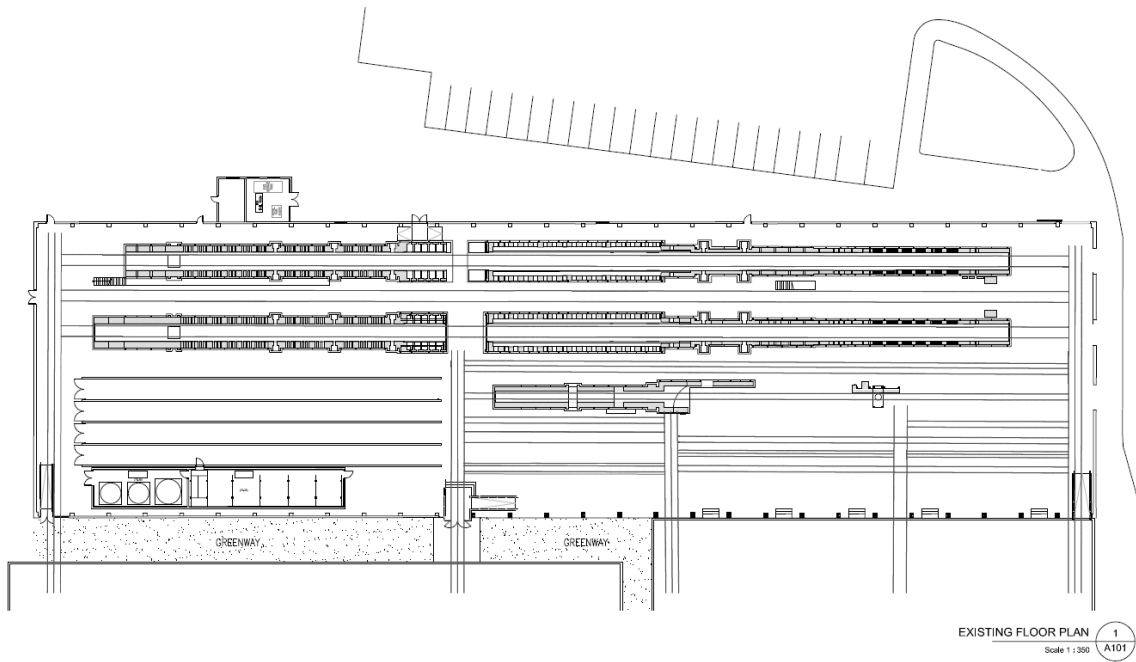 GREENWAY
GREENWAY
EXISTING FLOOR PLAN
1
Scale 1 : 350
A101